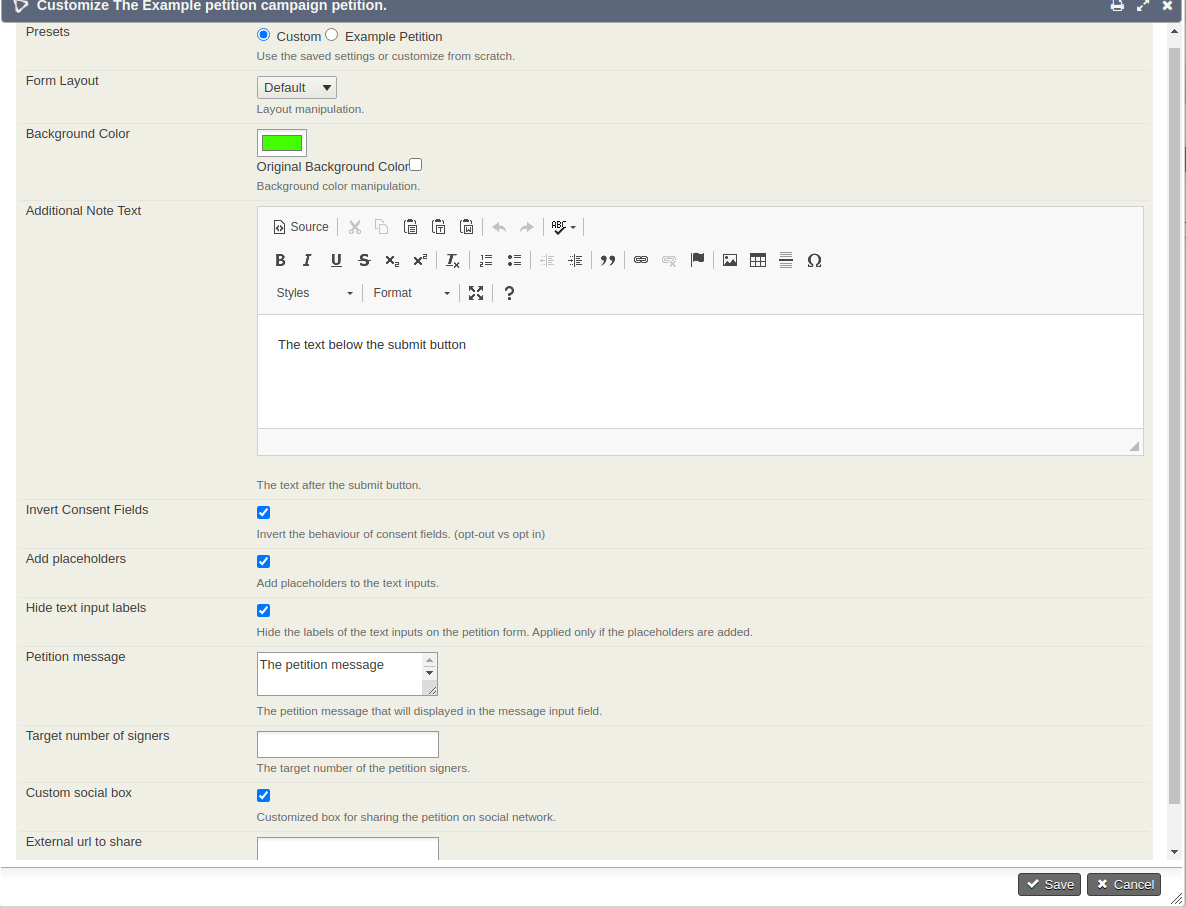 Customize The Example petition campaign petition.
Presets
Custom Example Petition
Use the saved settings or customize from scratch.
Form Layout
Default
Layout manipulation.
Background Color
Original Background Color
Background color manipulation.
Additional Note Text
Source
ABC
B I U S x2 x2 Ix
Styles Format ?
The text below the submit button
The text after the submit button.
Invert Consent Fields
Invert the behaviour of consent fields. (opt-out vs opt in)
Add placeholders
Add placeholders to the text inputs.
Hide text input labels
Hide the labels of the text inputs on the petition form. Applied only if the placeholders are added.
Petition message
The petition message
The petition message that will displayed in the message input field.
Target number of signers
The target number of the petition signers.
Custom social box
Customized box for sharing the petition on social network.
External url to share
Save Cancel